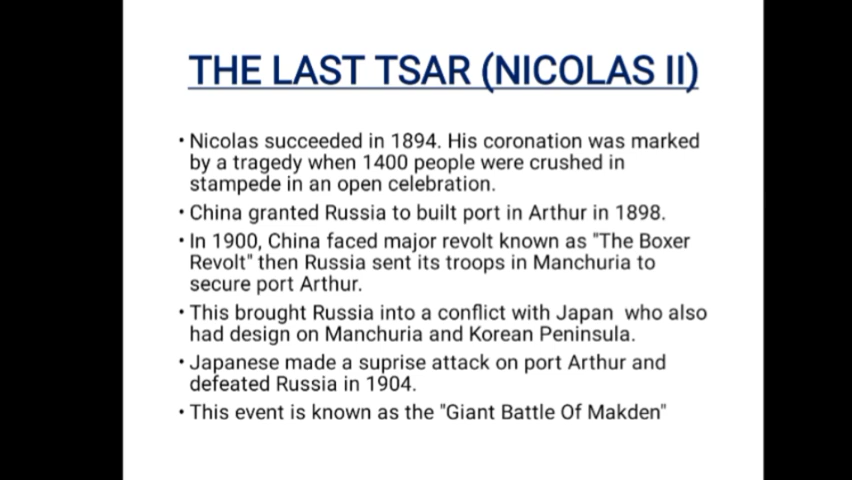 THE LAST TSAR (NICOLAS II)
• Nicolas succeeded in 1894. His coronation was marked
by a tragedy when 1400 people were crushed in
stampede in an open celebration.
• China granted Russia to built port in Arthur in 1898.
• In 1900, China faced major revolt known as "The Boxer
Revolt" then Russia sent its troops in Manchuria to
secure port Arthur.
• This brought Russia into a conflict with Japan  who also
had design on Manchuria and Korean Peninsula.
• Japanese made a suprise attack on port Arthur and
defeated Russia in 1904.
• This event is known as the "Giant Battle Of Makden"